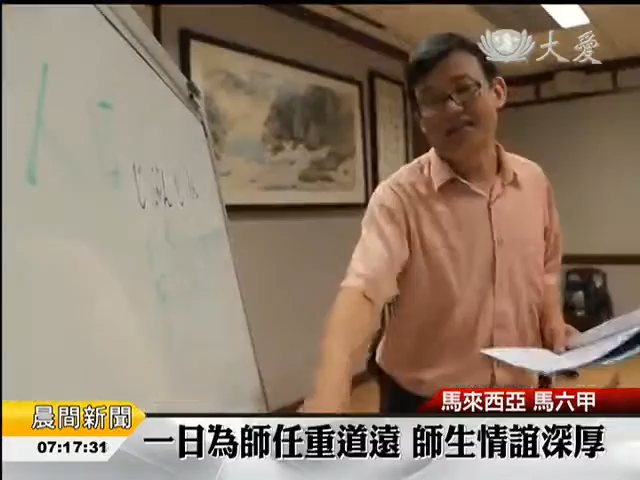 大愛
馬來西亞 馬六甲
晨間新聞
07:17:31
一日為師任重道遠 師生情誼深厚